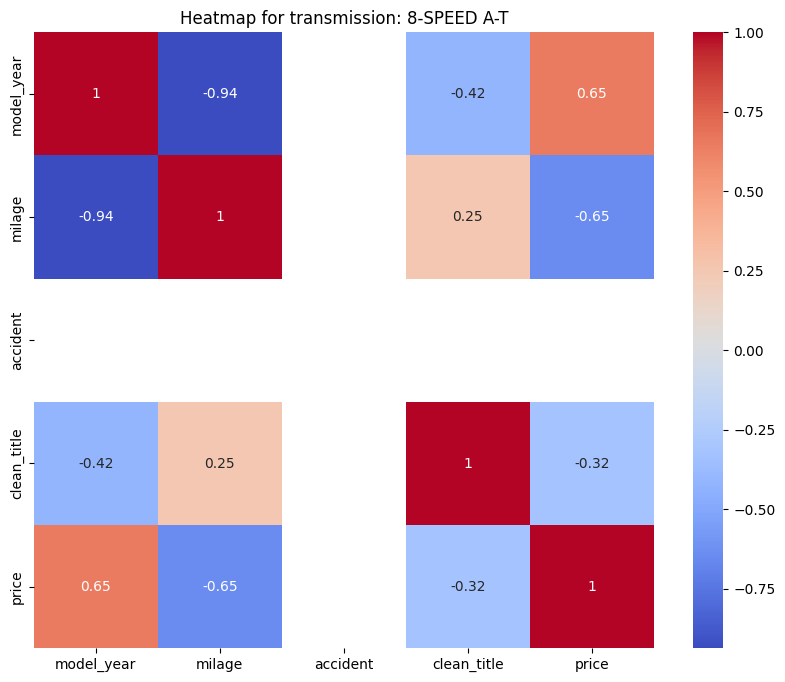 Heatmap for transmission: 8-SPEED A-T
model_year
1
-0.94
-0.42
0.65
milage
-0.94
1
0.25
-0.65
accident
clean_title
-0.42
0.25
1
-0.32
price
0.65
-0.65
-0.32
1
model_year
milage
accident
clean_title
price
1.00
0.75
0.50
0.25
0.00
−0.25
−0.50
−0.75